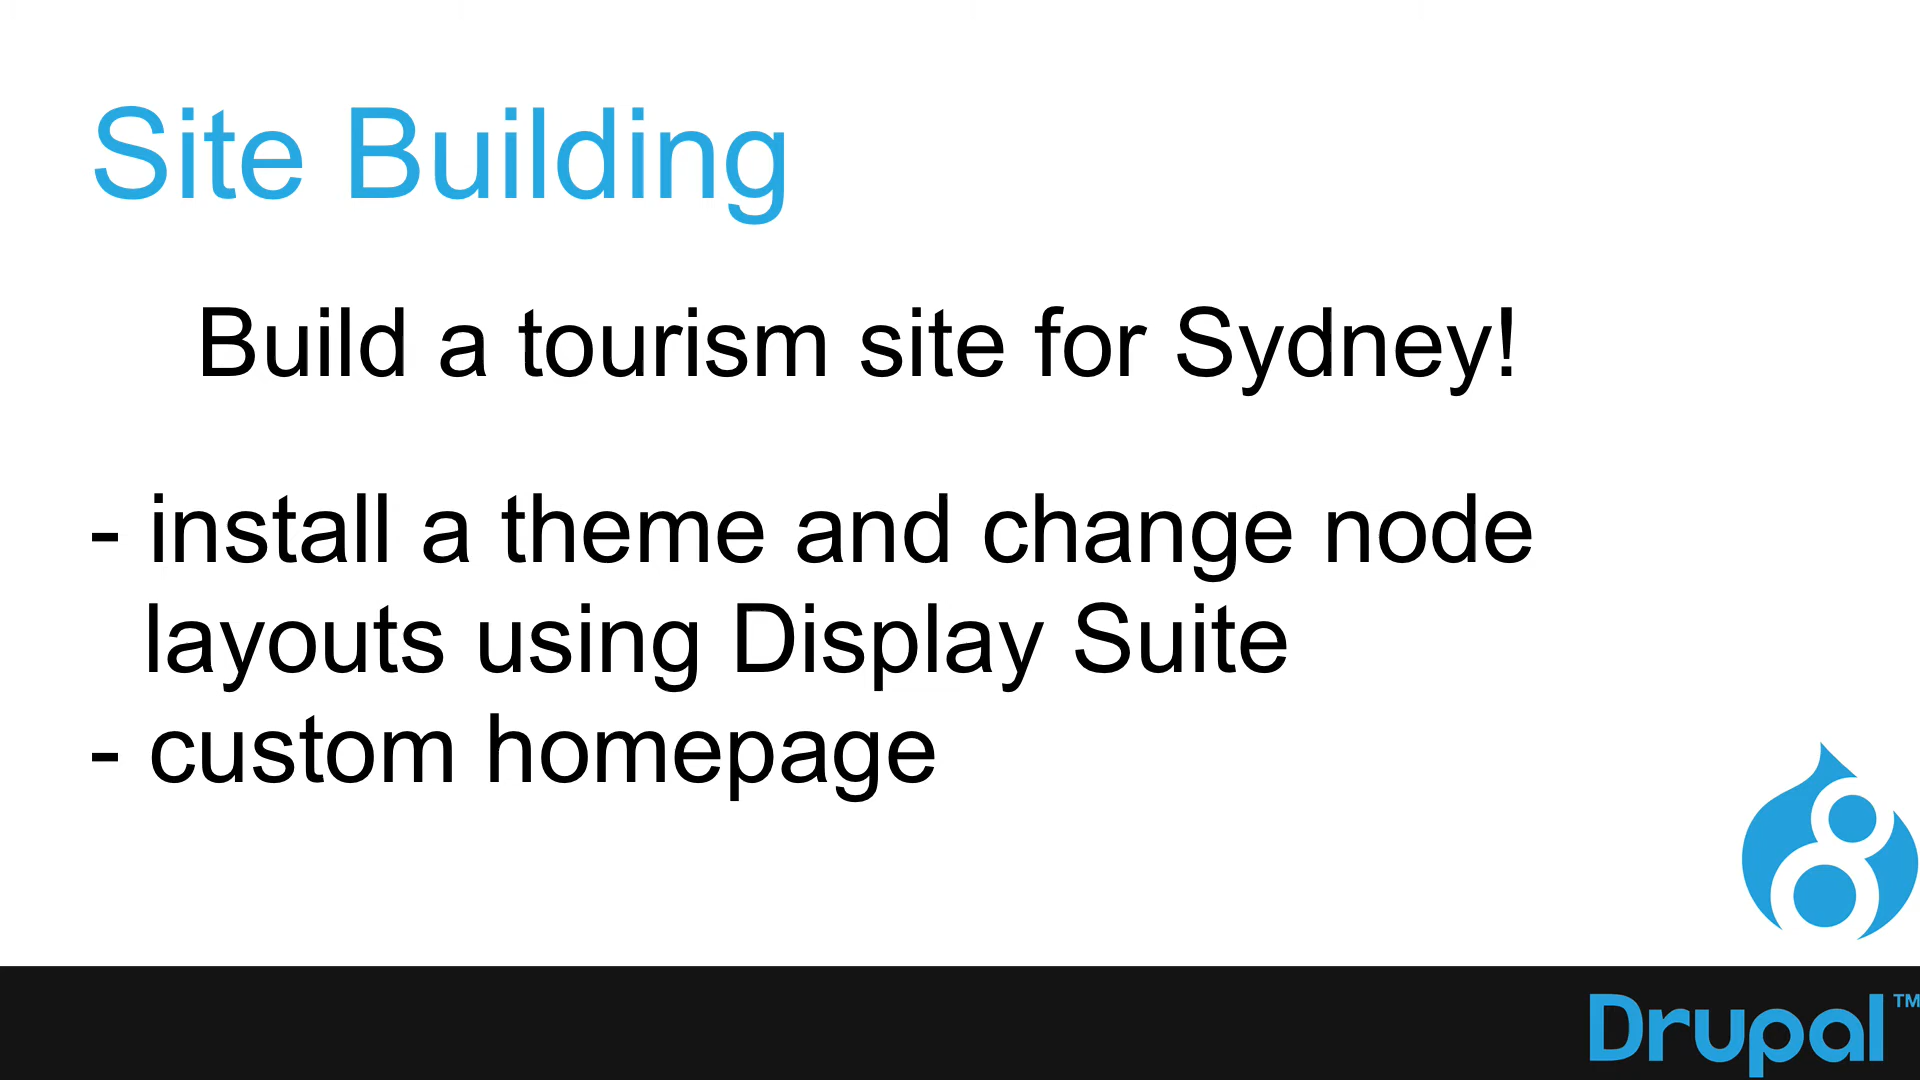 Site Building
Build a tourism site for Sydney!
- install a theme and change node
layouts using Display Suite
- custom homepage
8
Drupal™